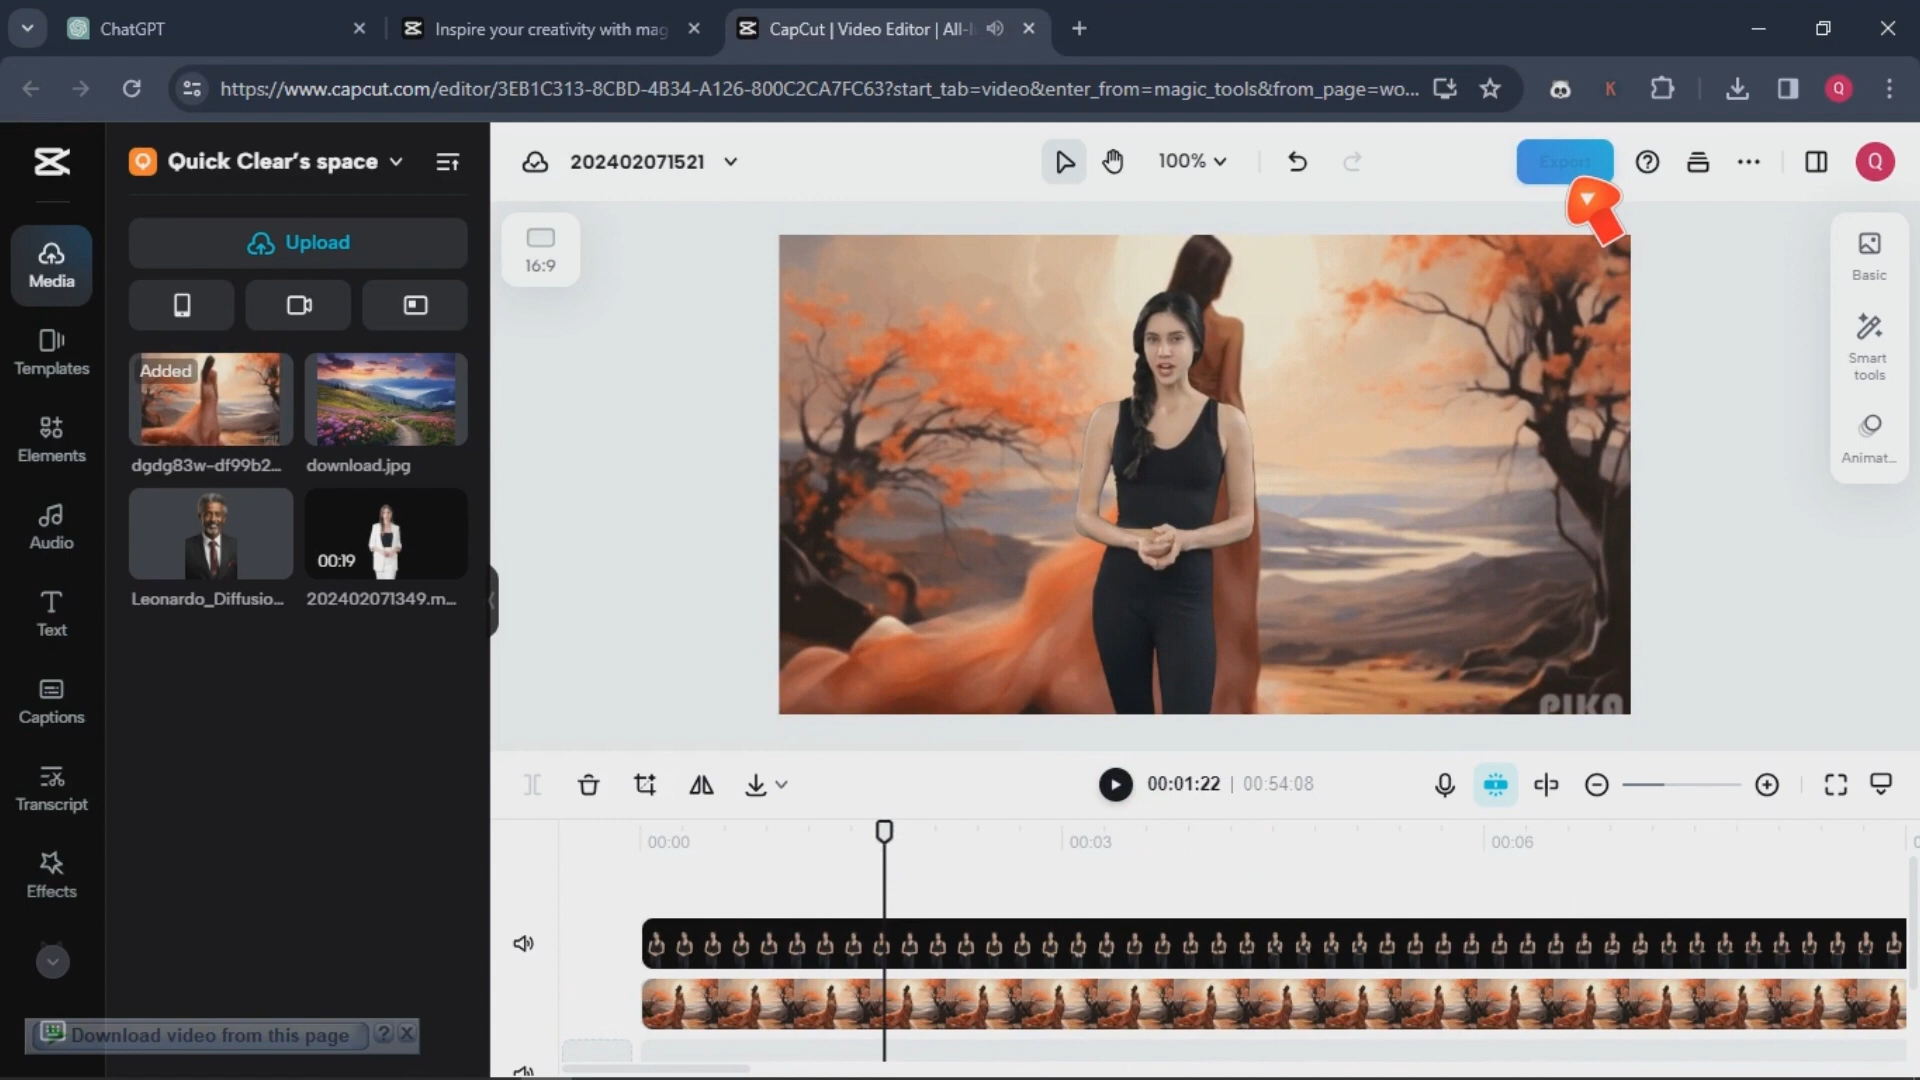 ChatGPT
Inspire your creativity with mag
CapCut | Video Editor | All-I
https://www.capcut.com/editor/3EB1C313-8CBD-4B34-A126-800C2CA7FC63?start_tab=video&enter_from=magic_tools&from_page=wo...
K
Q
Quick Clear's space
202402071521
100%
Export
Q
Upload
Media
Templates
Elements
Audio
Text
Captions
Transcript
Effects
Added
dgdg83w-df99b2...
download.jpg
00:19
Leonardo_Diffusio...
202402071349.m...
16:9
PIKA
Basic
Smart
tools
Animat...
00:01:22 | 00:54:08
00:00
00:03
00:06
Download video from this page